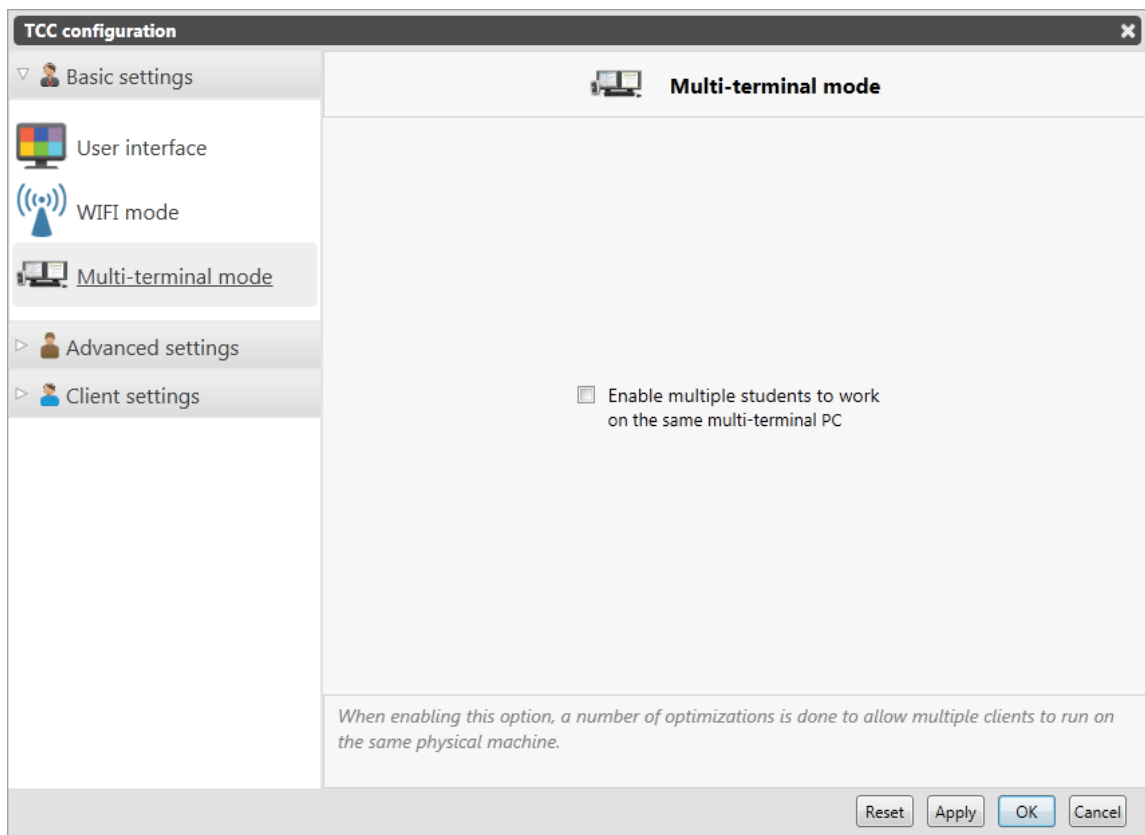 TCC configuration
Basic settings
User interface
WIFI mode
Multi-terminal mode
Advanced settings
Client settings
Multi-terminal mode
Enable multiple students to work
on the same multi-terminal PC
When enabling this option, a number of optimizations is done to allow multiple clients to run on
the same physical machine.
Reset Apply OK Cancel